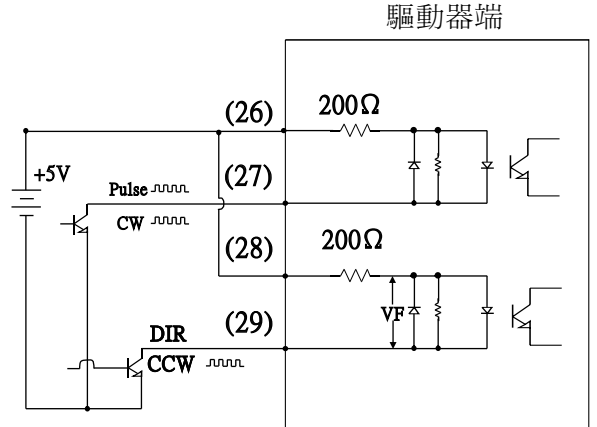 驅動器端
(26)
200Ω
+5V
Pulse
(27)
CW
(28)
200Ω
VF
(29)
DIR
CCW